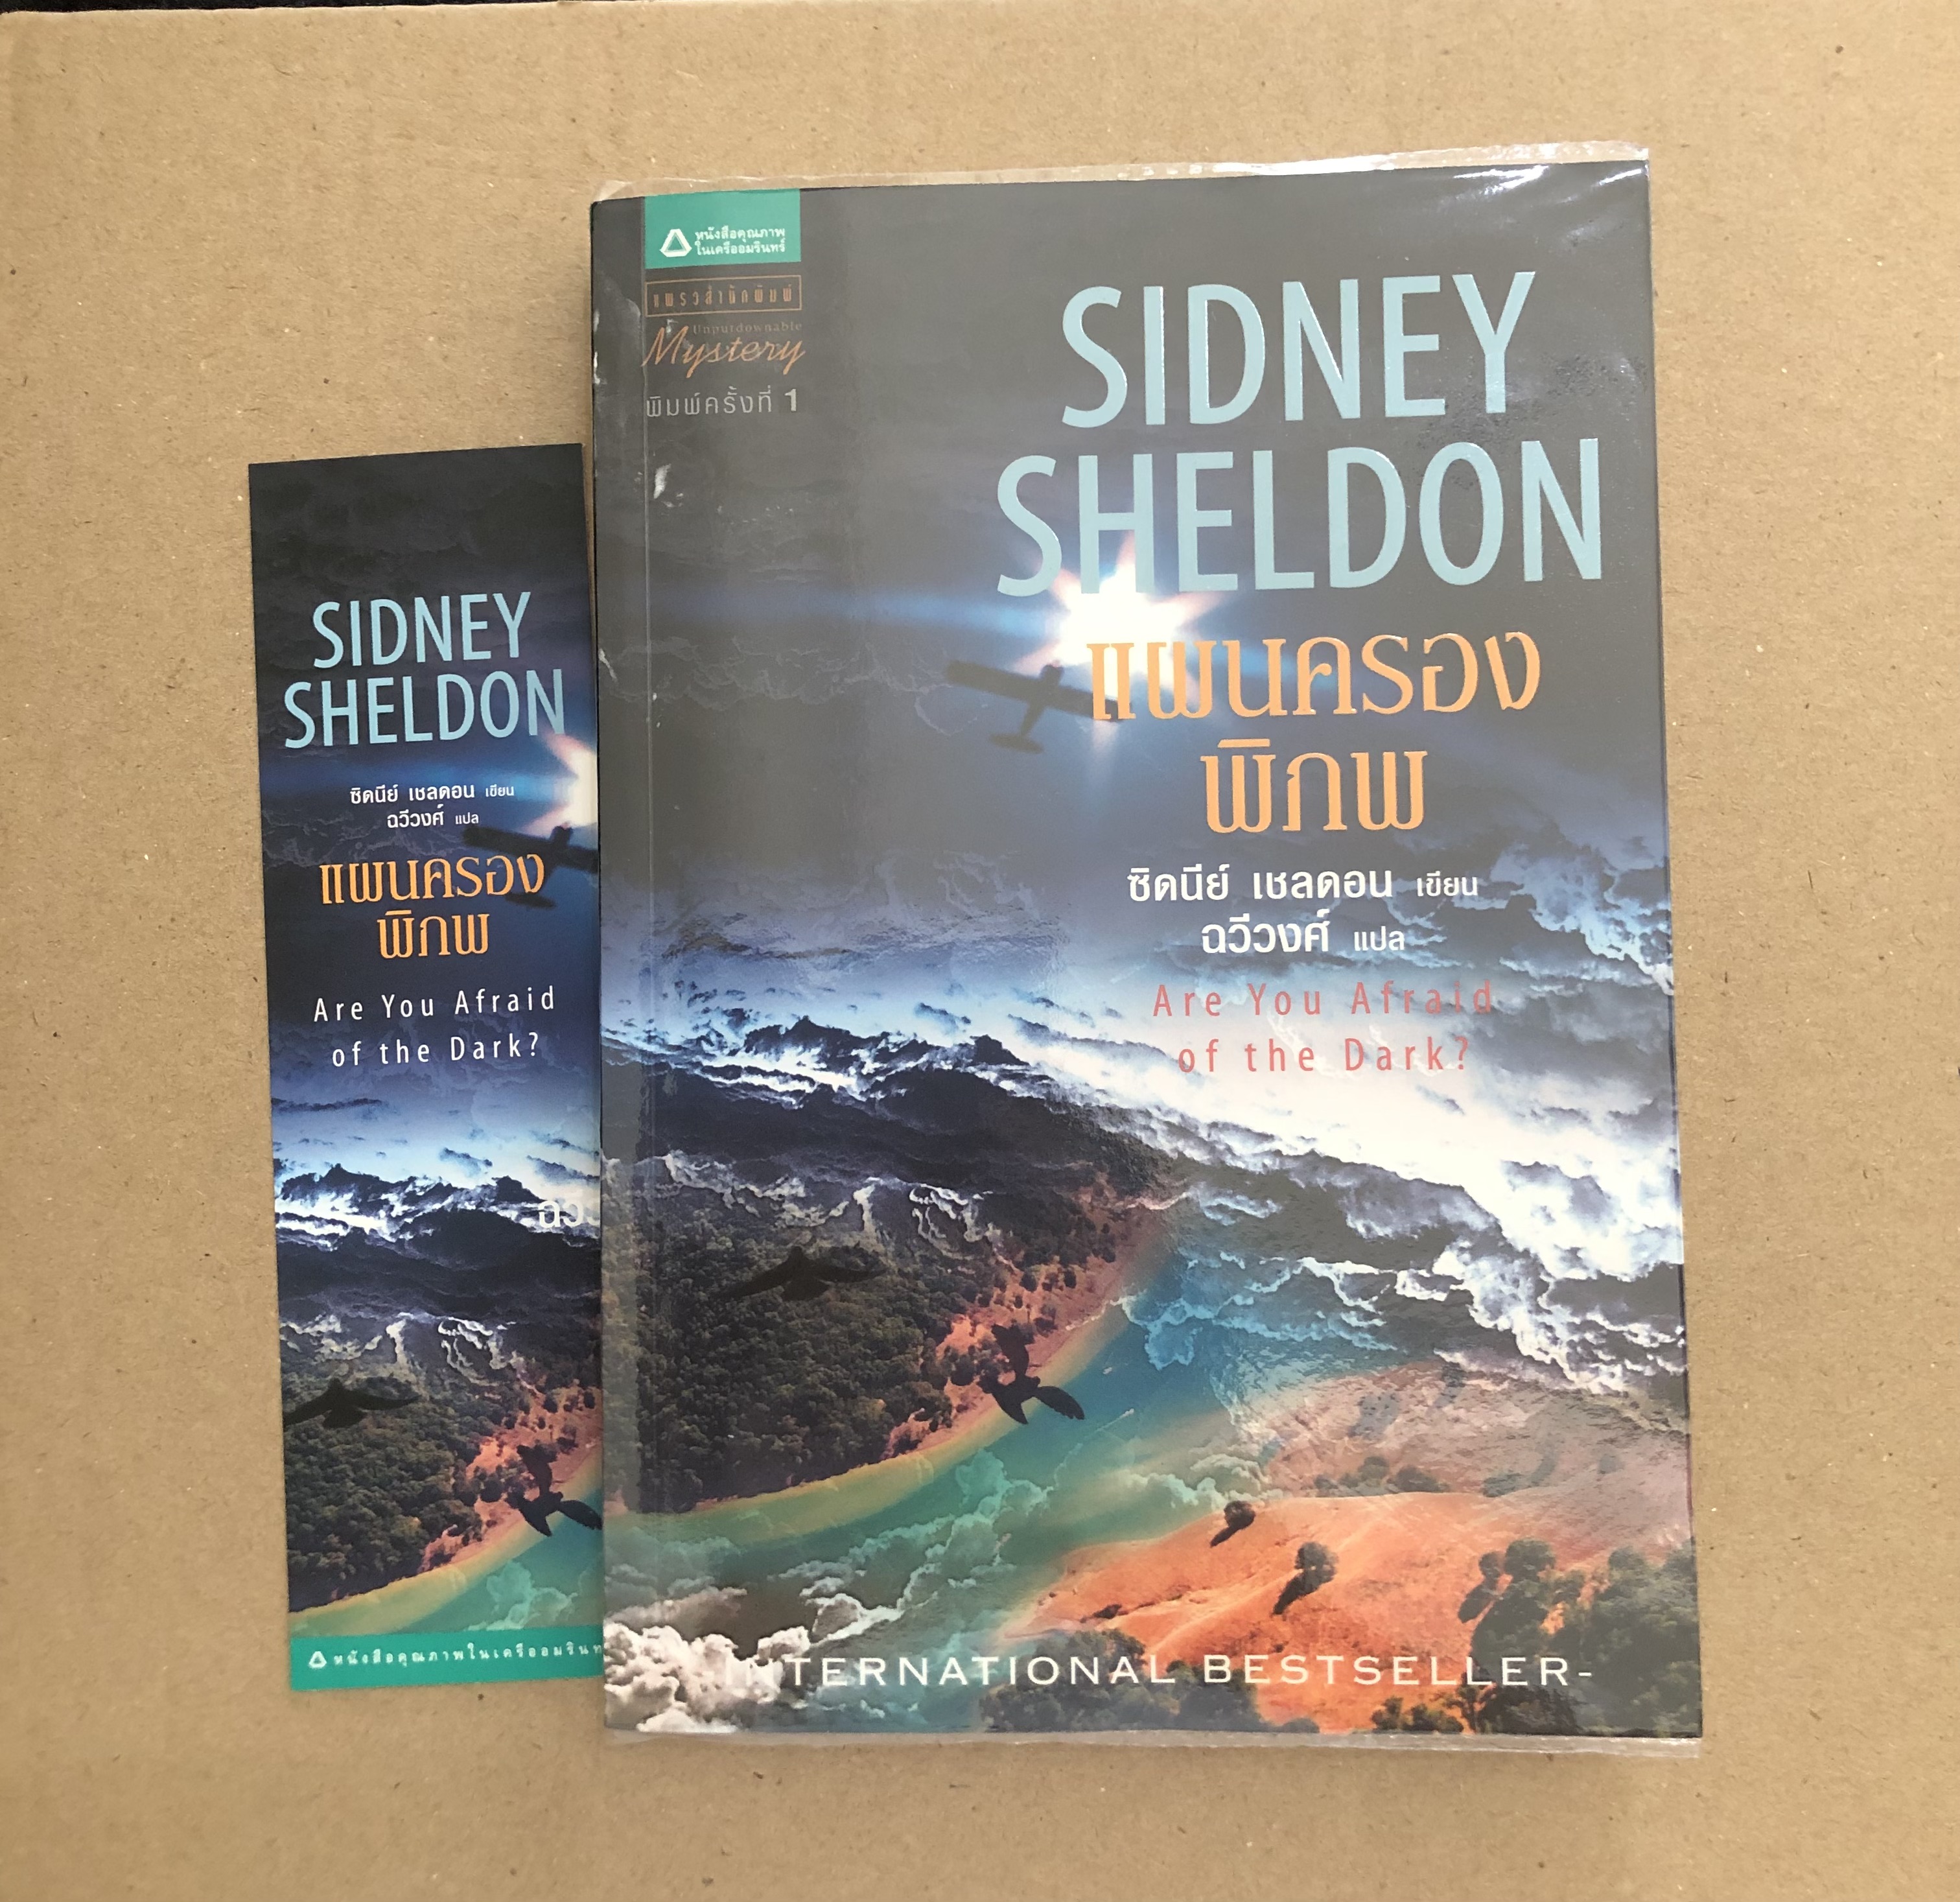 SIDNEY
SHELDON
ซิดนีย์ เชลดอน เขียน
ฉวีวงศ์ แปล
แผนครอง
พิภพ
Are You Afraid
of the Dark?
ฉว
หนังสือคุณภาพในเครืออมรินท
หนังสือคุณภาพ
ในเครืออมรินทร์
แพรวสำนักพิมพ์
Unputdownable
Mystery
พิมพ์ครั้งที่ 1
SIDNEY
SHELDON
แผนครอง
พิภพ
ซิดนีย์ เชลดอน เขียน
ฉวีวงศ์ แปล
Are You Afraid
of the Dark?
INTERNATIONAL BESTSELLER-